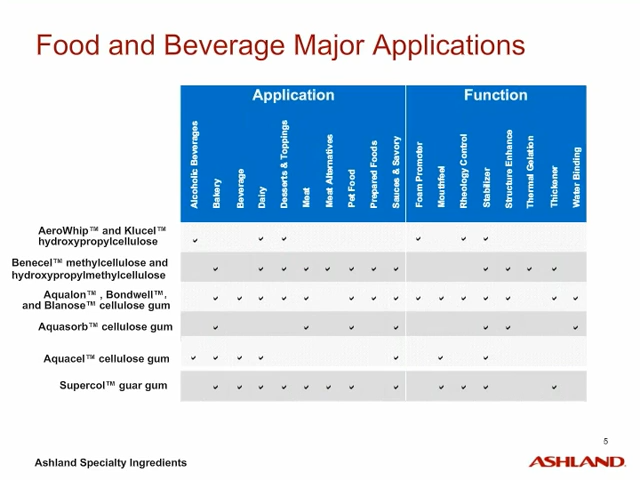 Food and Beverage Major Applications
Application Function
Alcoholic Beverages
Bakery
Beverage
Dairy
Desserts & Toppings
Meat
Meat Alternatives
Pet Food
Prepared Foods
Sauces & Savory
Foam Promoter
Mouthfeel
Rheology Control
Stabilizer
Structure Enhance
Thermal Gelation
Thickener
Water Binding
AeroWhip™ and Klucel™
hydroxypropylcellulose
Benecel™ methylcellulose and
hydroxypropylmethylcellulose
Aqualon™ , Bondwell™,
and Blanose™ cellulose gum
Aquasorb™ cellulose gum
Aquacel™ cellulose gum
Supercol™ guar gum
5
Ashland Specialty Ingredients
ASHLAND